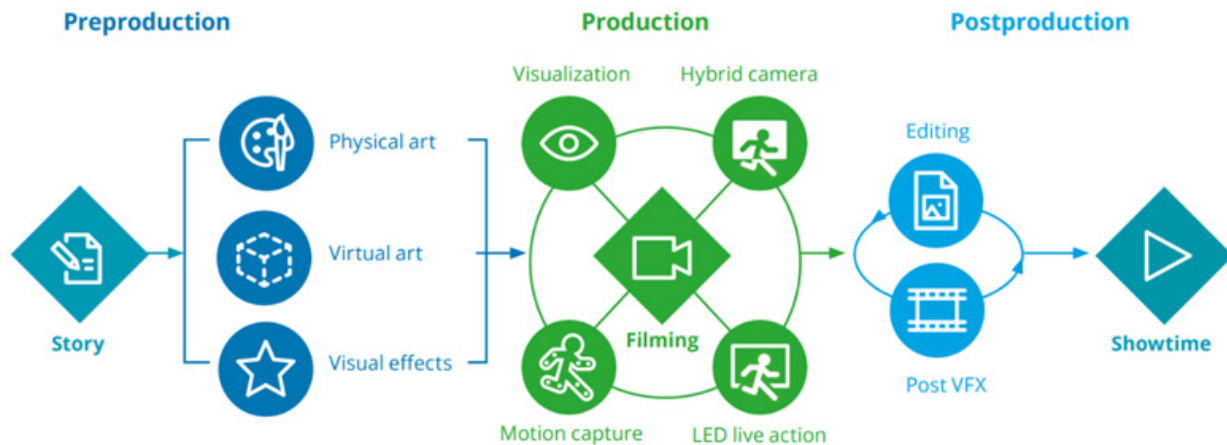 Preproduction
Production
Postproduction
Visualization
Hybrid camera
Editing
Physical art
Virtual art
Story
Filming
Showtime
Visual effects
Post VFX
Motion capture
LED live action